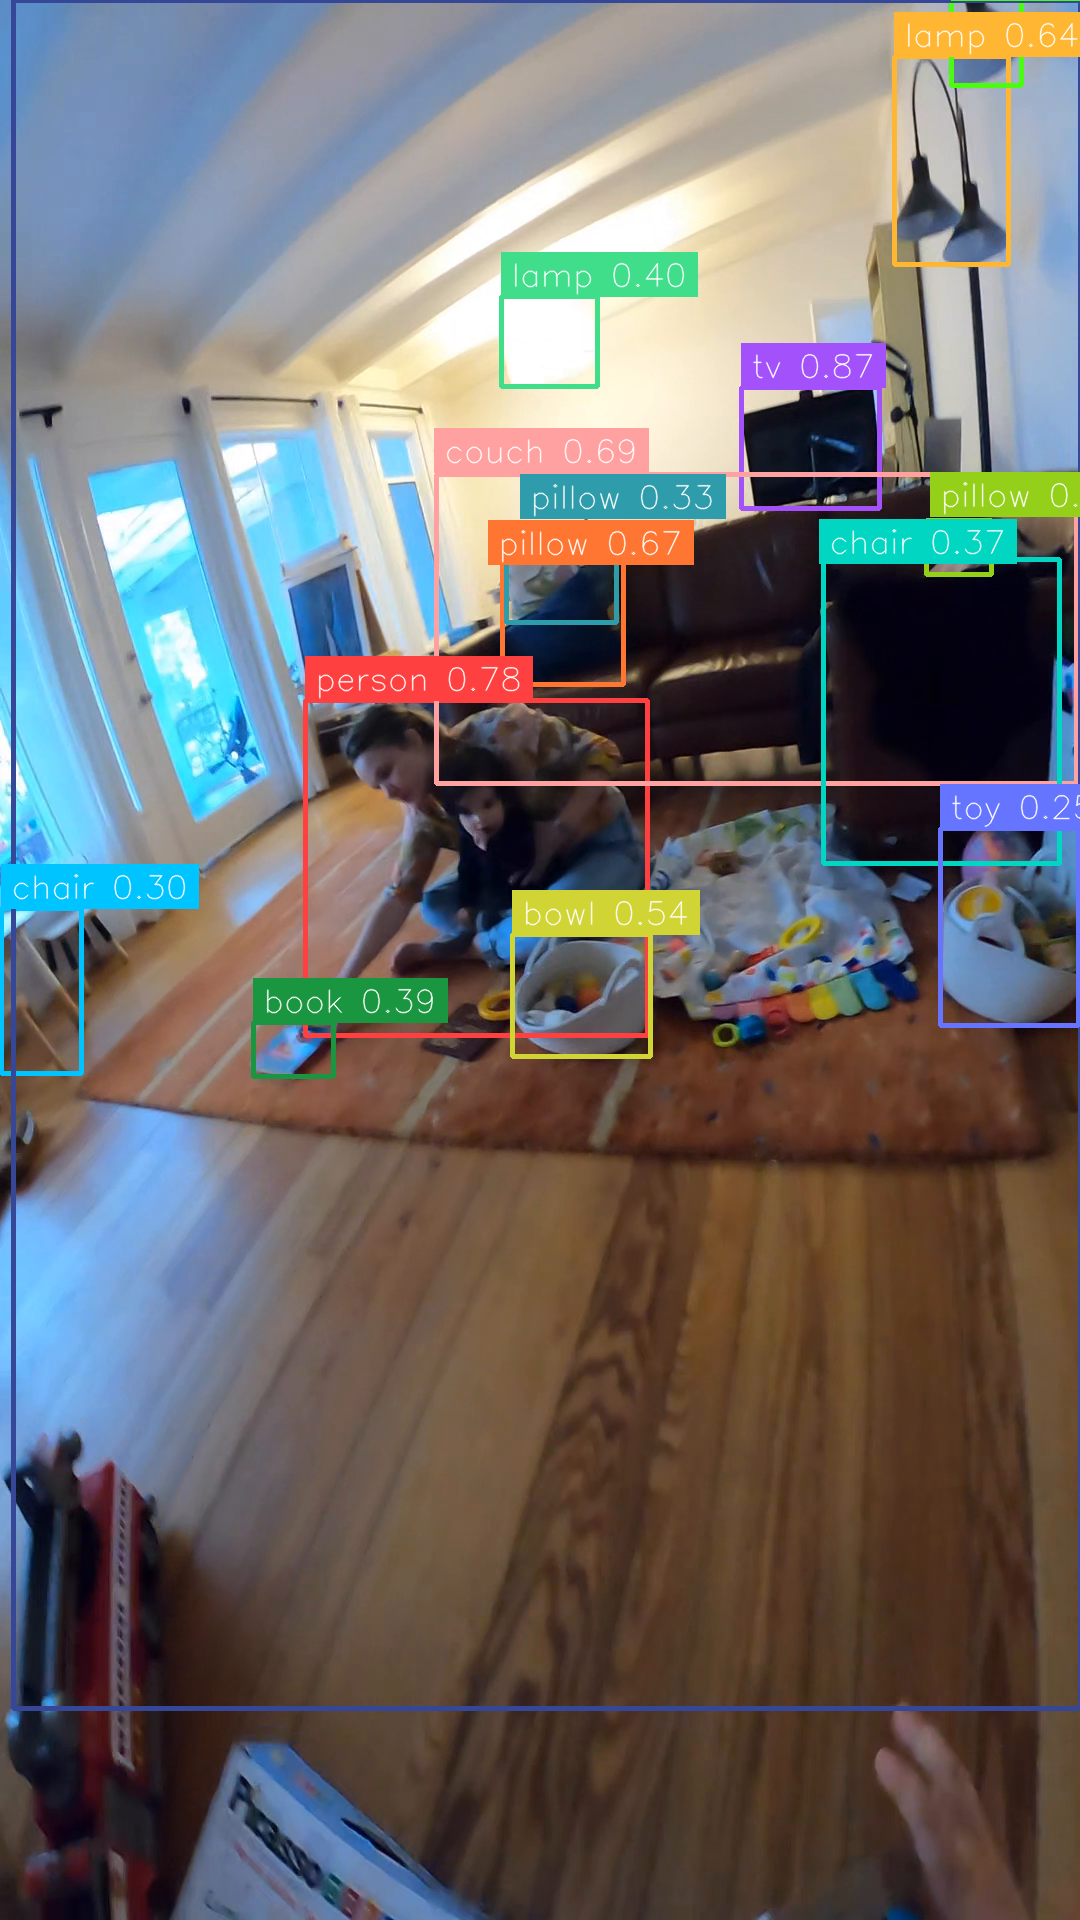 lamp 0.64
lamp 0.40
tv 0.87
couch 0.69
pillow 0.33
pillow 0.
pillow 0.67
chair 0.37
person 0.78
toy 0.25
chair 0.30
bowl 0.54
book 0.39
Picasso